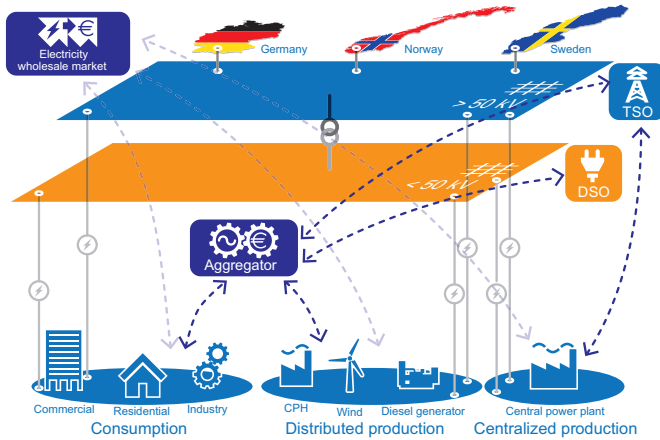 Germany
Norway
Sweden
€
Electricity
wholesale market
> 50 kV
TSO
< 50 kV
DSO
€
Aggregator
Commercial
Residential
Industry
CPH
Wind
Diesel generator
Central power plant
Consumption
Distributed production
Centralized production